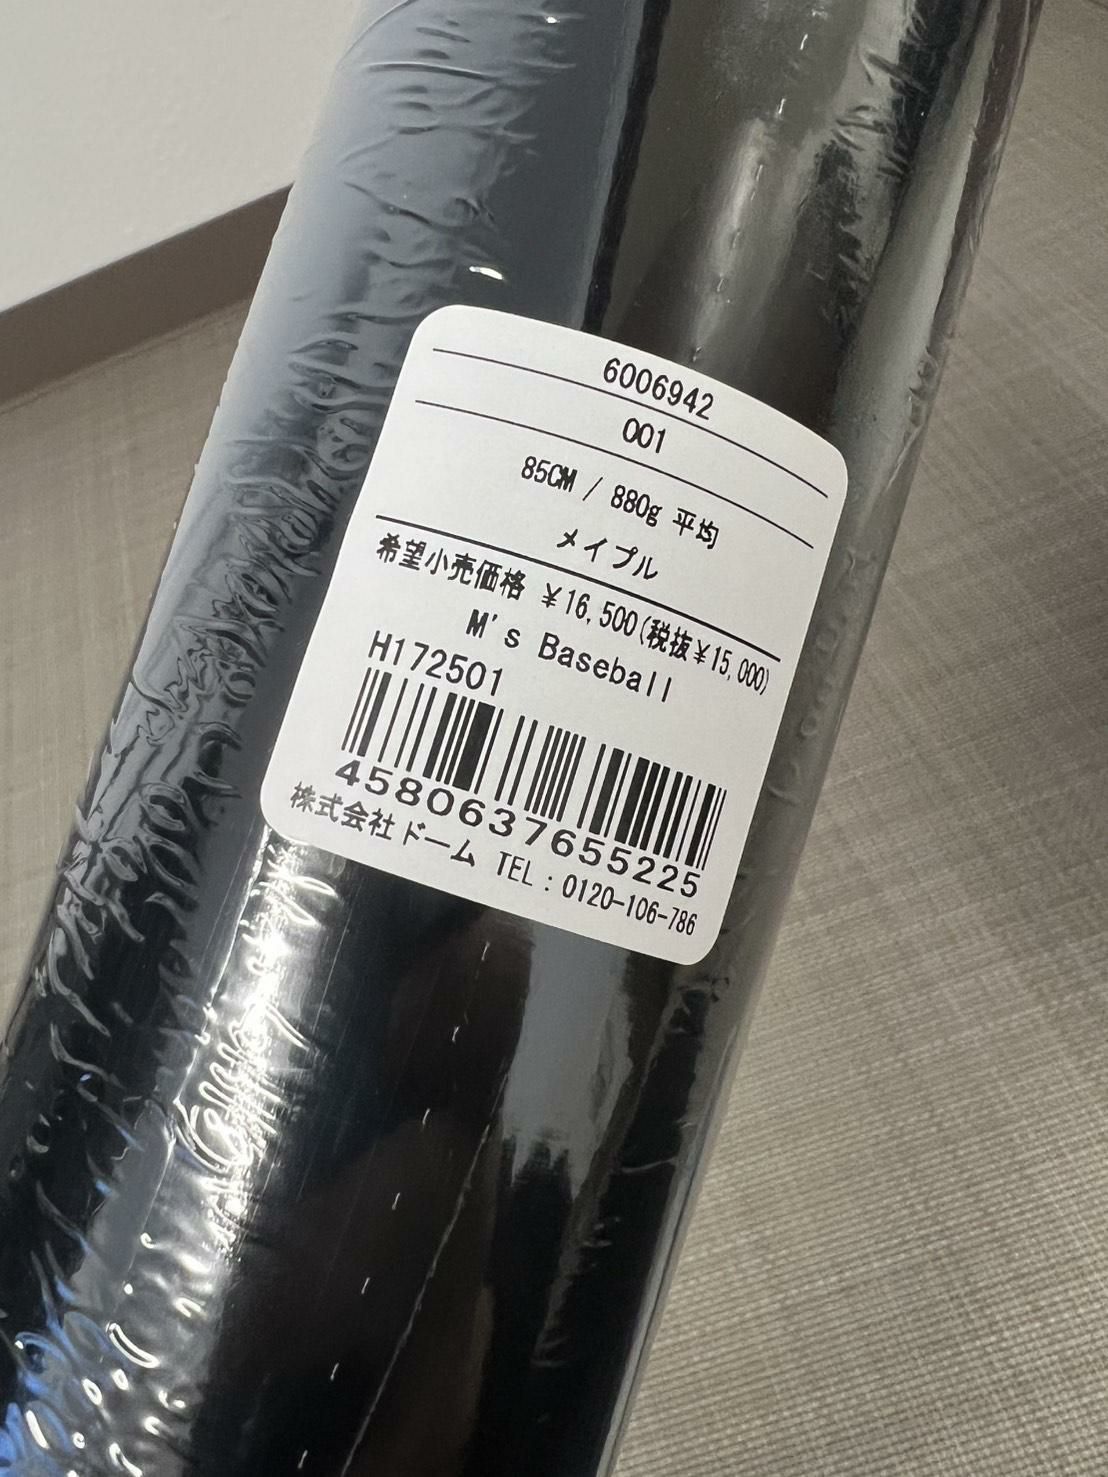 6006942
001
85CM / 880g 平均
メイプル
希望小売価格 ¥16,500(税抜¥15,000)
M's Baseball
H172501
4580637655225
株式会社ドーム TEL:0120-106-786